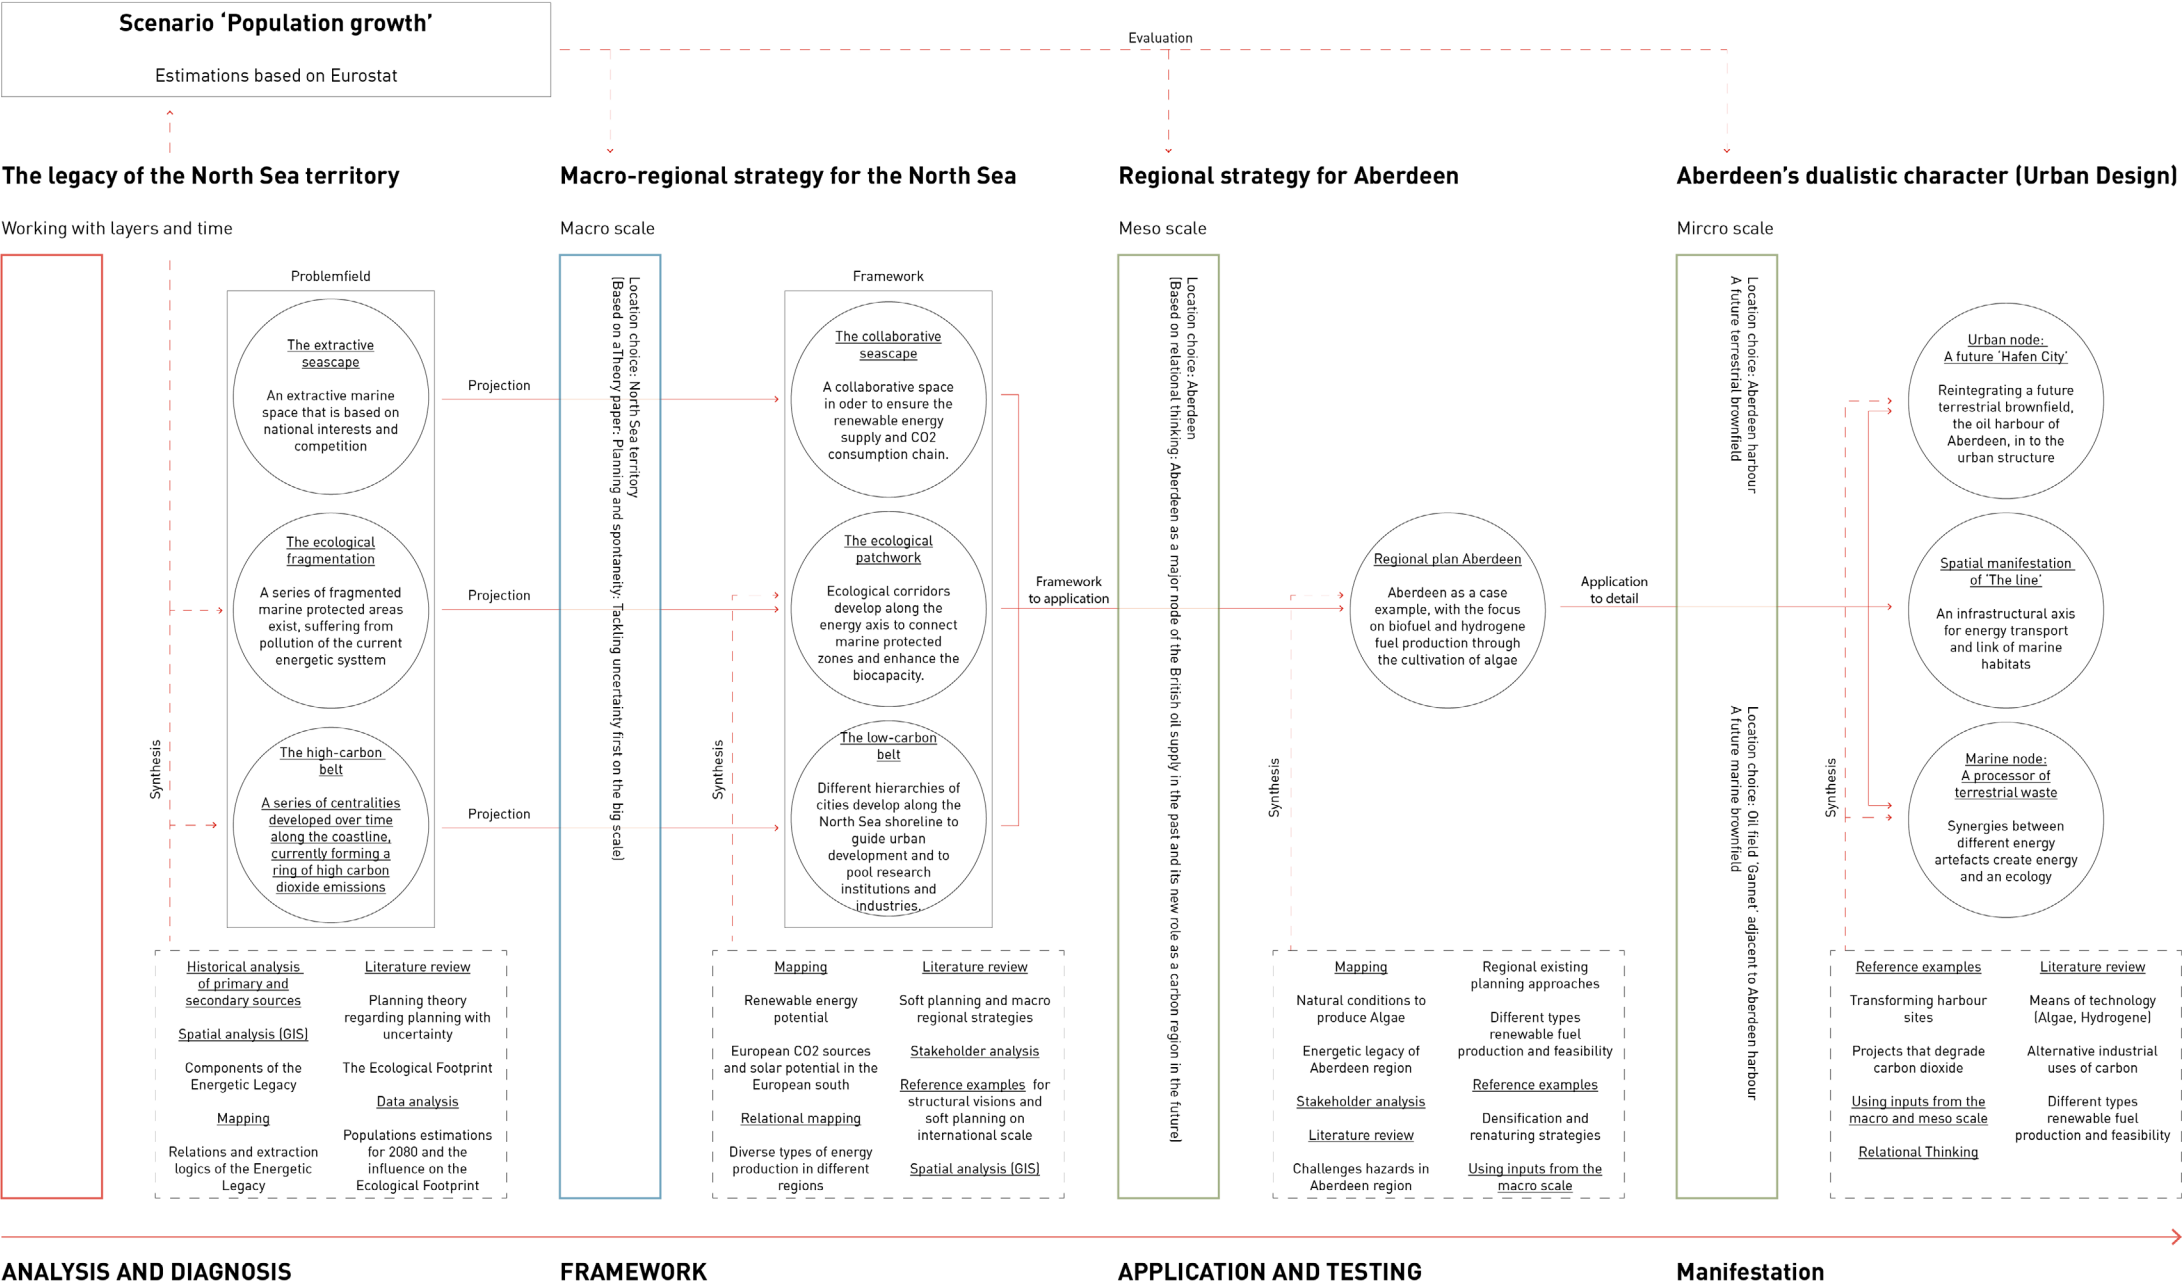 Scenario ‘Population growth’
Estimations based on Eurostat
Evaluation
The legacy of the North Sea territory
Working with layers and time
Problemfield
The extractive
seascape
An extractive marine
space that is based on
national interests and
competition
The ecological
fragmentation
A series of fragmented
marine protected areas
exist, suffering from
pollution of the current
energetic systtem
The high-carbon
belt
A series of centralities
developed over time
along the coastline,
currently forming a
ring of high carbon
dioxide emissions
Synthesis
Projection
Projection
Projection
Historical analysis
of primary and
secondary sources
Spatial analysis (GIS)
Components of the
Energetic Legacy
Mapping
Relations and extraction
logics of the Energetic
Legacy
Literature review
Planning theory
regarding planning with
uncertainty
The Ecological Footprint
Data analysis
Populations estimations
for 2080 and the
influence on the
Ecological Footprint
Macro-regional strategy for the North Sea
Macro scale
Location choice: North Sea territory
(Based on aTheory paper: Planning and spontaneity: Tackling uncertainty first on the big scale)
Framework
The collaborative
seascape
A collaborative space
in oder to ensure the
renewable energy
supply and CO2
consumption chain.
The ecological
patchwork
Ecological corridors
develop along the
energy axis to connect
marine protected
zones and enhance the
biocapacity.
The low-carbon
belt
Different hierarchies of
cities develop along the
North Sea shoreline to
guide urban
development and to
pool research
institutions and
industries.
Synthesis
Framework
to application
Mapping
Renewable energy
potential
European CO2 sources
and solar potential in the
European south
Relational mapping
Diverse types of energy
production in different
regions
Literature review
Soft planning and macro
regional strategies
Stakeholder analysis
Reference examples for
structural visions and
soft planning on
international scale
Spatial analysis (GIS)
Regional strategy for Aberdeen
Meso scale
Location choice: Aberdeen
(Based on relational thinking: Aberdeen as a major node of the British oil supply in the past and its new role as a carbon region in the future)
Regional plan Aberdeen
Aberdeen as a case
example, with the focus
on biofuel and hydrogene
fuel production through
the cultivation of algae
Synthesis
Application
to detail
Mapping
Natural conditions to
produce Algae
Energetic legacy of
Aberdeen region
Stakeholder analysis
Literature review
Challenges hazards in
Aberdeen region
Regional existing
planning approaches
Different types
renewable fuel
production and feasibility
Reference examples
Densification and
renaturing strategies
Using inputs from the
macro scale
Aberdeen’s dualistic character (Urban Design)
Mircro scale
Location choice: Aberdeen harbour
A future terrestrial brownfield
Location choice: Oil field ‘Gannet’ adjacent to Aberdeen harbour
A future marine brownfield
Urban node:
A future ‘Hafen City’
Reintegrating a future
terrestrial brownfield,
the oil harbour of
Aberdeen, in to the
urban structure
Spatial manifestation
of ‘The line’
An infrastructural axis
for energy transport
and link of marine
habitats
Marine node:
A processor of
terrestrial waste
Synergies between
different energy
artefacts create energy
and an ecology
Synthesis
Reference examples
Transforming harbour
sites
Projects that degrade
carbon dioxide
Using inputs from the
macro and meso scale
Relational Thinking
Literature review
Means of technology
(Algae, Hydrogene)
Alternative industrial
uses of carbon
Different types
renewable fuel
production and feasibility
ANALYSIS AND DIAGNOSIS
FRAMEWORK
APPLICATION AND TESTING
Manifestation